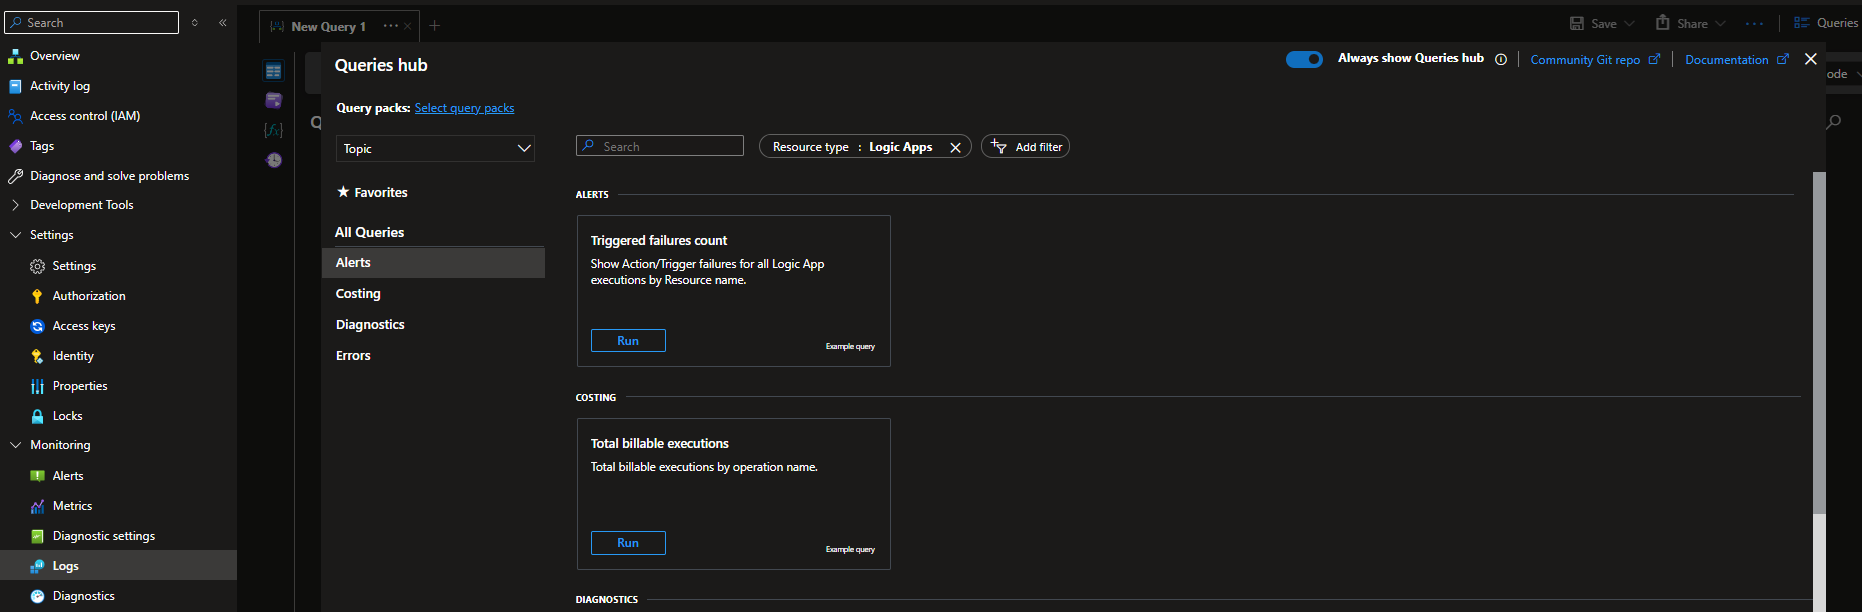 Search
Overview
Activity log
Access control (IAM)
Tags
Diagnose and solve problems
Development Tools
Settings
Settings
Authorization
Access keys
Identity
Properties
Locks
Monitoring
Alerts
Metrics
Diagnostic settings
Logs
Diagnostics
New Query 1
Save
Share
Queries
Queries hub
Always show Queries hub
Community Git repo
Documentation
ode
Q
Query packs: Select query packs
Topic
Search
Resource type : Logic Apps
Add filter
Favorites
All Queries
Alerts
Costing
Diagnostics
Errors
ALERTS
Triggered failures count
Show Action/Trigger failures for all Logic App
executions by Resource name.
Run
Example query
COSTING
Total billable executions
Total billable executions by operation name.
Run
Example query
DIAGNOSTICS